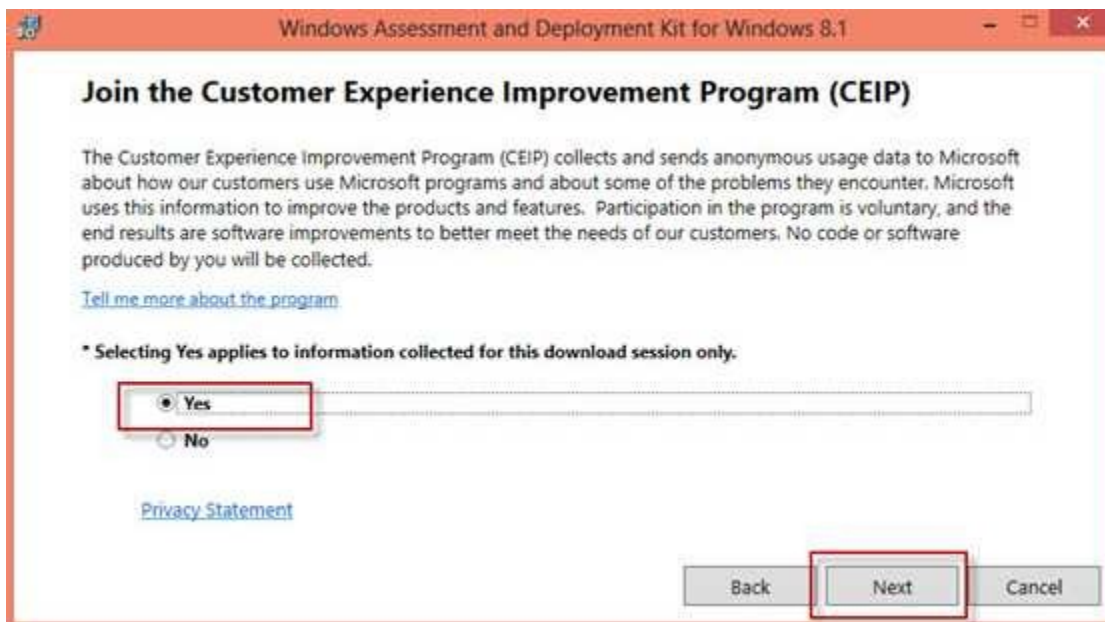 Windows Assessment and Deployment Kit for Windows 8.1
Join the Customer Experience Improvement Program (CEIP)
The Customer Experience Improvement Program (CEIP) collects and sends anonymous usage data to Microsoft
about how our customers use Microsoft programs and about some of the problems they encounter. Microsoft
uses this information to improve the products and features. Participation in the program is voluntary, and the
end results are software improvements to better meet the needs of our customers. No code or software
produced by you will be collected.
Tell me more about the program
* Selecting Yes applies to information collected for this download session only.
Yes
No
Privacy Statement
Back Next Cancel